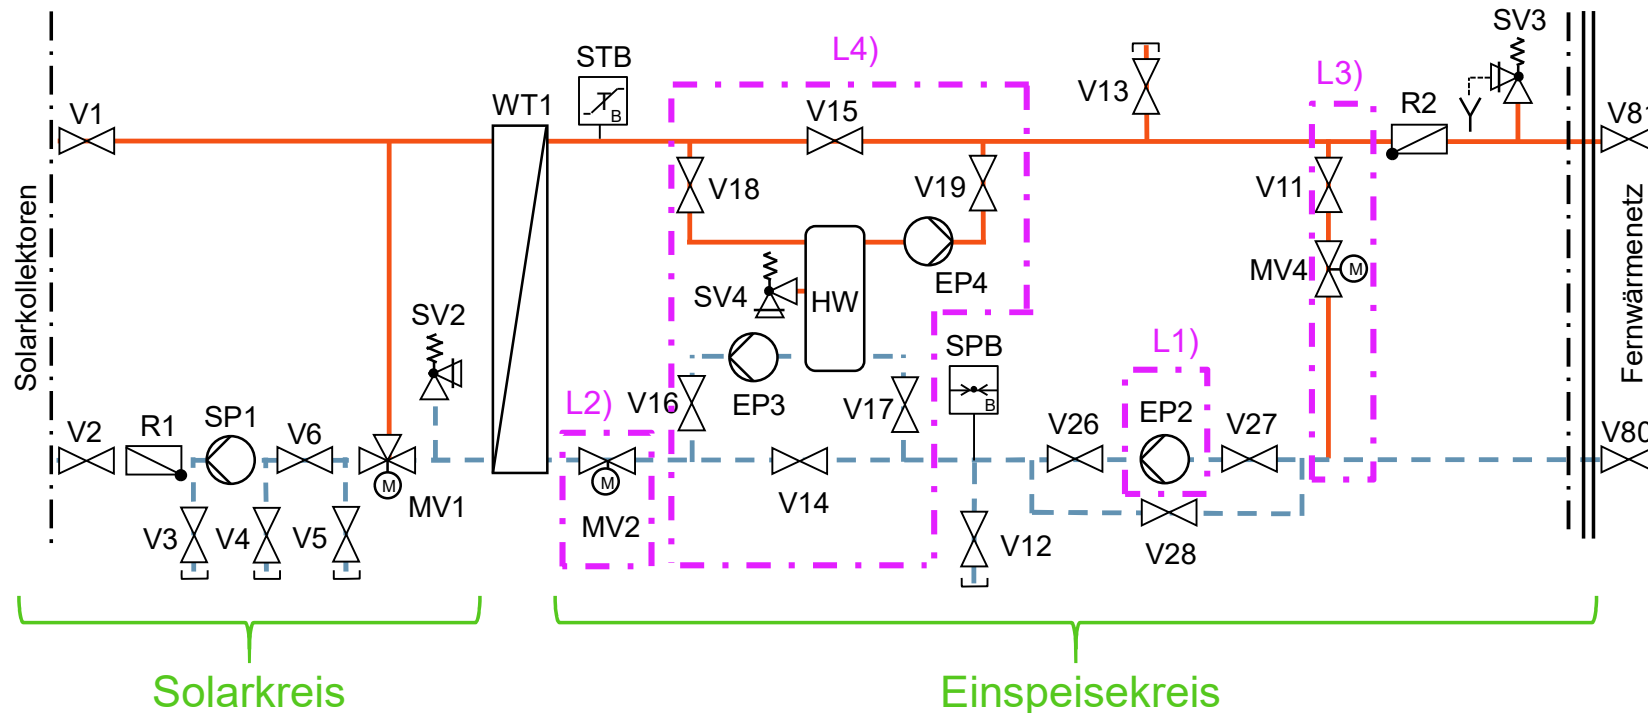 SV3
L4)
STB
L3)
V1
WT1
V15
V13
R2
V81
T
B
V18
V19
V11
Solarkollektoren
Fernwärmenetz
MV4
M
SV4
HW
EP4
SV2
SPB
L1)
B
L2)
V16
EP3
V17
V2
R1
SP1
V6
V26
EP2
V27
V80
M
MV1
M
MV2
V14
V3
V4
V5
V12
V28
Solarkreis
Einspeisekreis